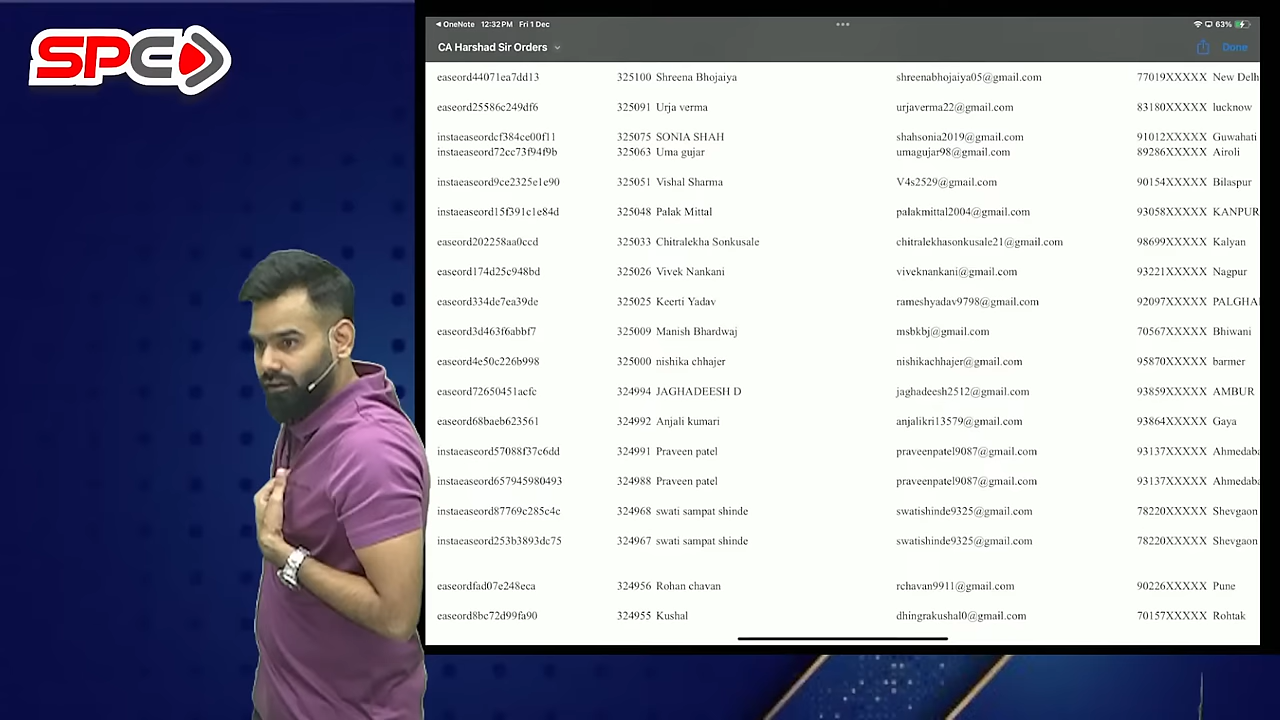 SPC
OneNote 12:32 PM Fri 1 Dec
63%
CA Harshad Sir Orders
Done
easeord44071ea7dd13 325100 Shreena Bhojaiya shreenabhojaiya05@gmail.com 77019XXXXX New Delh
easeord25586c249df6 325091 Urja verma urjaverma22@gmail.com 83180XXXXX lucknow
instaeaseordcf384ce00f11 325075 SONIA SHAH shahsonia2019@gmail.com 91012XXXXX Guwahati
instaeaseord72ec73f94f9b 325063 Uma gujar umagujar98@gmail.com 89286XXXXX Airoli
instaeaseord9ce2325e1e90 325051 Vishal Sharma V4s2529@gmail.com 90154XXXXX Bilaspur
instaeaseord15f391c1e84d 325048 Palak Mittal palakmittal2004@gmail.com 93058XXXXX KANPUR
easeord202258aa0ccd 325033 Chitralekha Sonkusale chitralekhasonkusale21@gmail.com 98699XXXXX Kalyan
easeord174d25c948bd 325026 Vivek Nankani viveknankani@gmail.com 93221XXXXX Nagpur
easeord334de7ea39de 325025 Keerti Yadav rameshyadav9798@gmail.com 92097XXXXX PALGHA
easeord3d463f6abbf7 325009 Manish Bhardwaj msbkbj@gmail.com 70567XXXXX Bhiwani
easeord4e50c226b998 325000 nishika chhajer nishikachhajer@gmail.com 95870XXXXX barmer
easeord72650451aefc 324994 JAGHADEESH D jaghadeesh2512@gmail.com 93859XXXXX AMBUR
easeord68baeb623561 324992 Anjali kumari anjalikri13579@gmail.com 93864XXXXX Gaya
instaeaseord57088f37c6dd 324991 Praveen patel praveenpatel9087@gmail.com 93137XXXXX Ahmedaba
instaeaseord657945980493 324988 Praveen patel praveenpatel9087@gmail.com 93137XXXXX Ahmedaba
instaeaseord87769c285c4c 324968 swati sampat shinde swatishinde9325@gmail.com 78220XXXXX Shevgaon
instaeaseord253b3893dc75 324967 swati sampat shinde swatishinde9325@gmail.com 78220XXXXX Shevgaon
easeordfad07e248eca 324956 Rohan chavan rchavan9911@gmail.com 90226XXXXX Pune
easeord8bc72d99fa90 324955 Kushal dhingrakushal0@gmail.com 70157XXXXX Rohtak